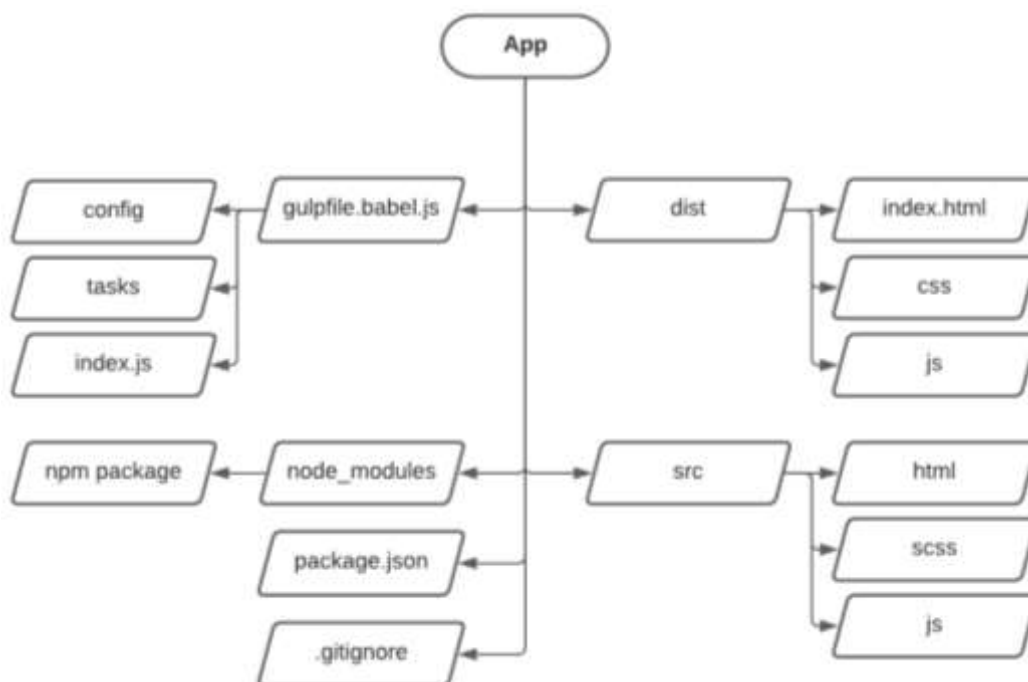 App
config
gulpfile.babel.js
dist
index.html
tasks
css
index.js
js
npm package
node_modules
src
html
package.json
scss
.gitignore
js